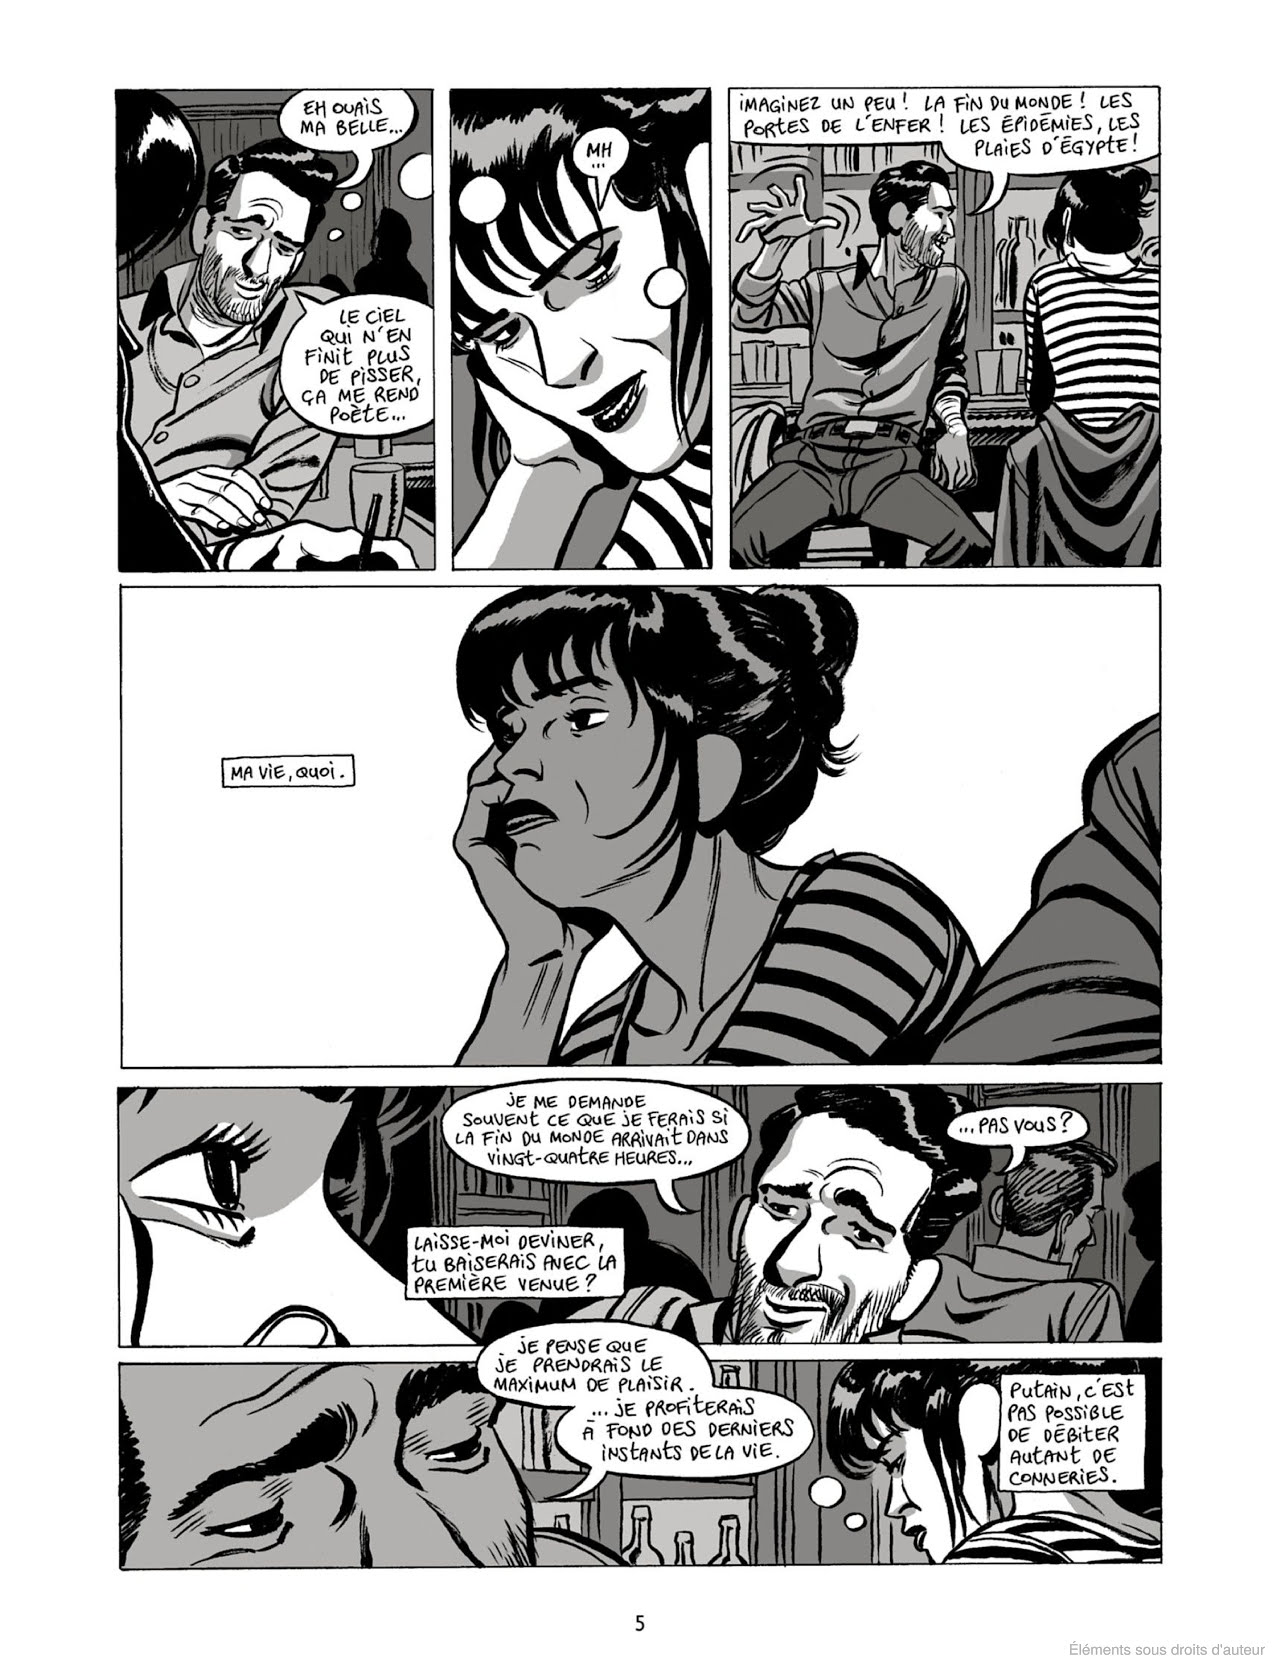 EH OUAIS
MA BELLE...
LE CIEL
QUI N'EN
FINIT PLUS
DE PISSER,
ÇA ME REND
POÈTE...
MH
...
IMAGINEZ UN PEU ! LA FIN DU MONDE ! LES
PORTES DE L'ENFER ! LES ÉPIDÉMIES, LES
PLAIES D'ÉGYPTE !
MA VIE, QUOI.
JE ME DEMANDE
SOUVENT CE QUE JE FERAIS SI
LA FIN DU MONDE ARRIVAIT DANS
VINGT-QUATRE HEURES...
... PAS VOUS ?
LAISSE-MOI DEVINER,
TU BAISERAIS AVEC LA
PREMIÈRE VENUE ?
JE PENSE QUE
JE PRENDRAIS LE
MAXIMUM DE PLAISIR.
... JE PROFITERAIS
À FOND DES DERNIERS
INSTANTS DE LA VIE.
PUTAIN, C'EST
PAS POSSIBLE
DE DÉBITER
AUTANT DE
CONNERIES.
5
Éléments sous droits d'auteur